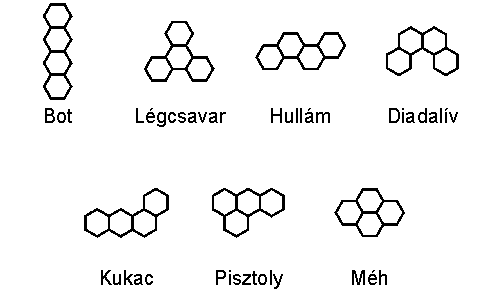 Bot Légcsavar Hullám Diadalív
Kukac Pisztoly Méh